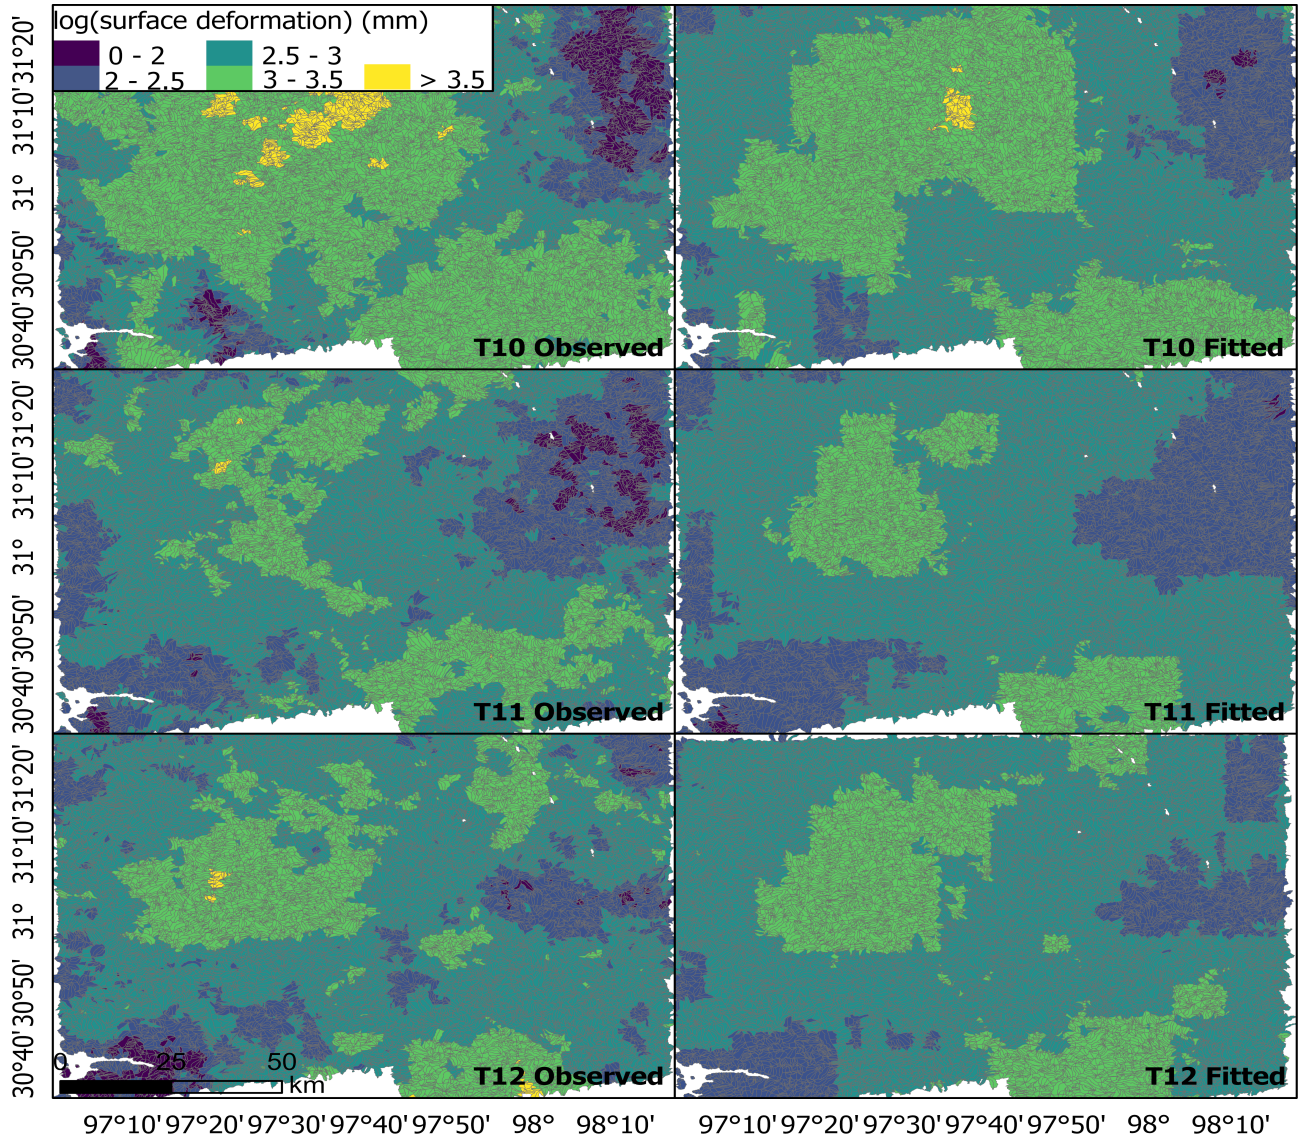 log(surface deformation) (mm)
0 - 2
2.5 - 3
2 - 2.5
3 - 3.5
> 3.5
T10 Observed
T10 Fitted
T11 Observed
T11 Fitted
T12 Observed
T12 Fitted
30°40' 30°50' 31° 31°10' 31°20'
30°40' 30°50' 31° 31°10' 31°20'
30°40' 30°50' 31° 31°10' 31°20'
0 25 50
km
97°10' 97°20' 97°30' 97°40' 97°50' 98° 98°10'
97°10' 97°20' 97°30' 97°40' 97°50' 98° 98°10'